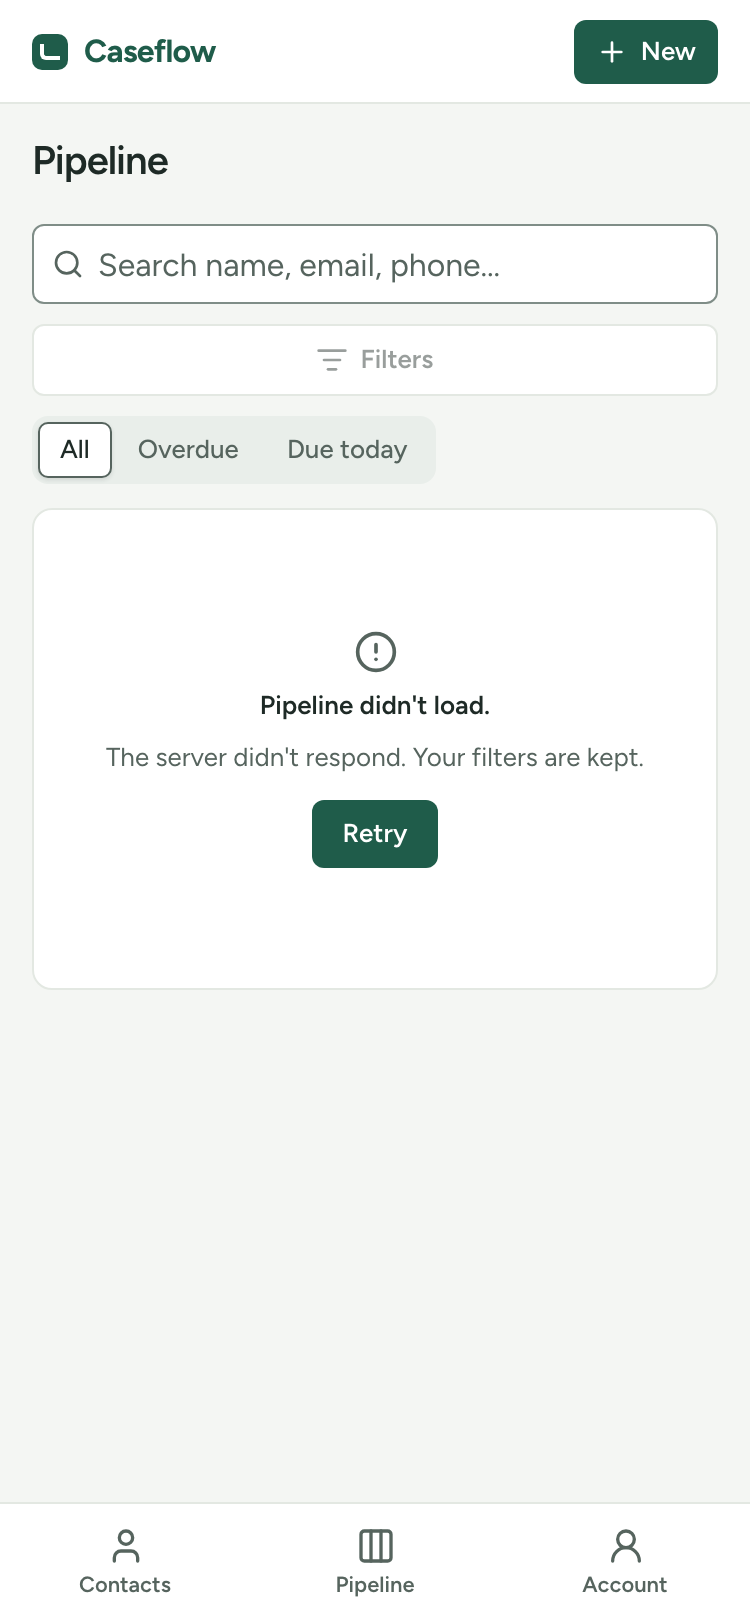 Caseflow
New
Pipeline
Search name, email, phone...
Filters
All Overdue Due today
Pipeline didn't load.
The server didn't respond. Your filters are kept.
Retry
Contacts Pipeline Account